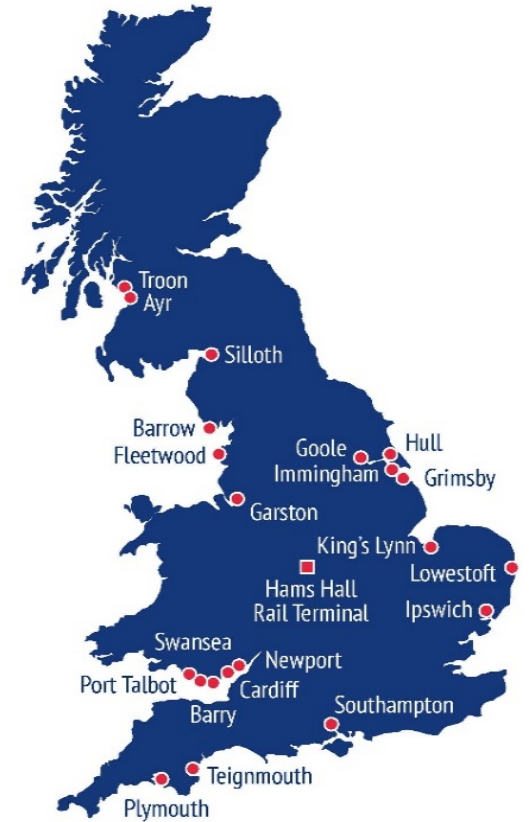 Troon
Ayr
Silloth
Barrow
Fleetwood
Goole
Hull
Immingham
Grimsby
Garston
King's Lynn
Lowestoft
Hams Hall
Rail Terminal
Ipswich
Swansea
Newport
Port Talbot
Cardiff
Barry
Southampton
Teignmouth
Plymouth